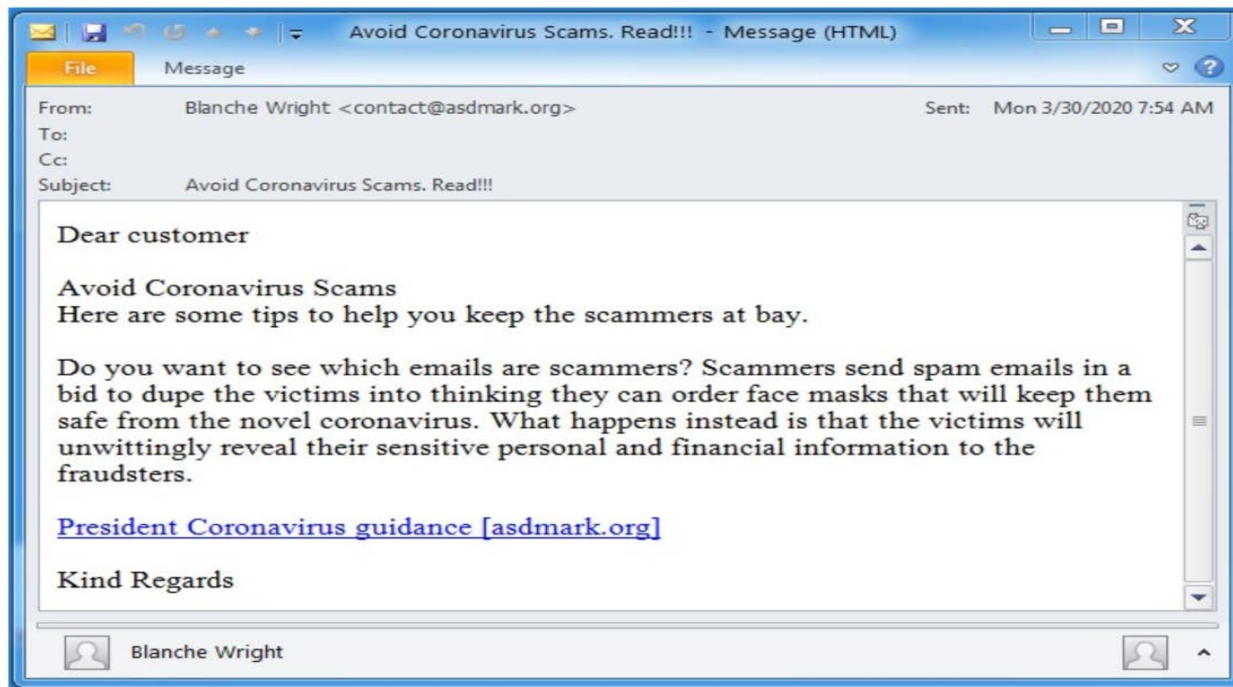 Avoid Coronavirus Scams. Read!!! - Message (HTML)
File Message
From: Blanche Wright <contact@asdmark.org> Sent: Mon 3/30/2020 7:54 AM
To:
Cc:
Subject: Avoid Coronavirus Scams. Read!!!
Dear customer
Avoid Coronavirus Scams
Here are some tips to help you keep the scammers at bay.
Do you want to see which emails are scammers? Scammers send spam emails in a
bid to dupe the victims into thinking they can order face masks that will keep them
safe from the novel coronavirus. What happens instead is that the victims will
unwittingly reveal their sensitive personal and financial information to the
fraudsters.
President Coronavirus guidance [asdmark.org]
Kind Regards
Blanche Wright